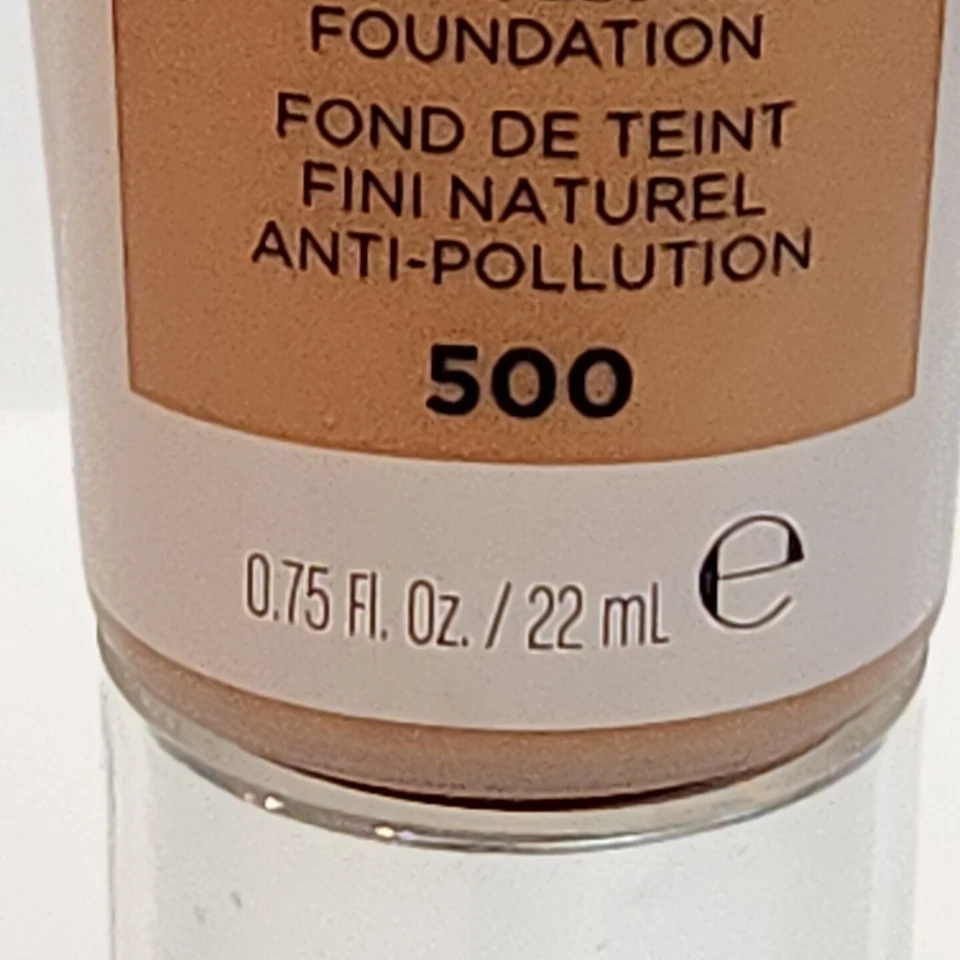 FOUNDATION
FOND DE TEINT
FINI NATUREL
ANTI-POLLUTION
500
0.75 Fl. Oz. / 22 mL e